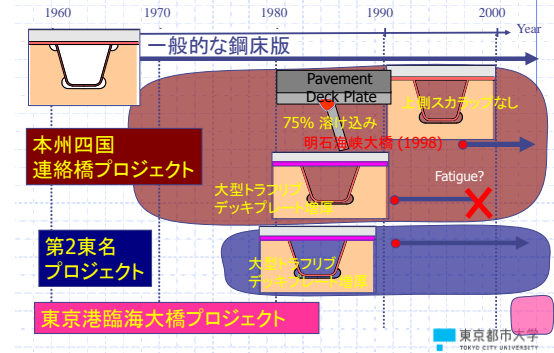 1960 1970 1980 1990 2000 Year
一般的な鋼床版
Pavement
Deck Plate
上側スカラップなし
75% 溶け込み
明石海峡大橋 (1998)
本州四国
連絡橋プロジェクト
Fatigue?
大型トラフリブ
デッキプレート増厚
第2東名
プロジェクト
大型トラフリブ
デッキプレート増厚
東京港臨海大橋プロジェクト
東京都市大学
TOKYO CITY UNIVERSITY